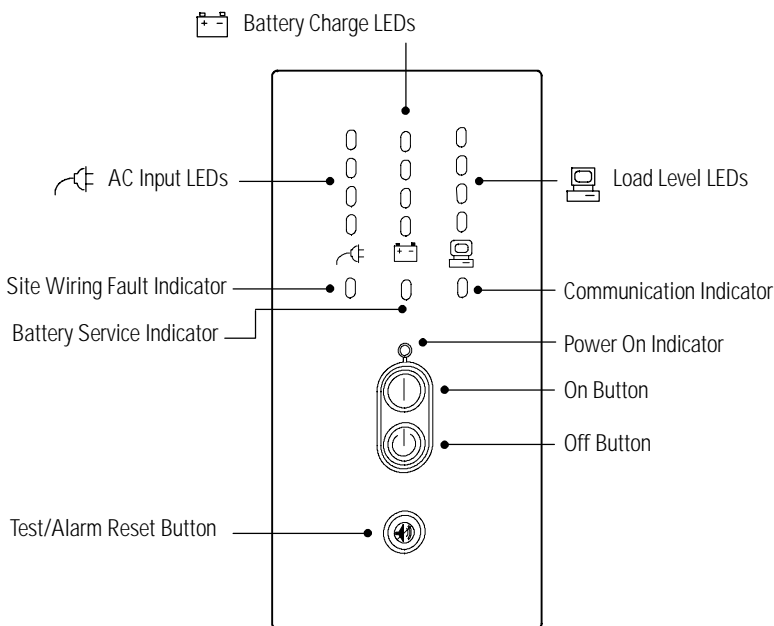 Battery Charge LEDs
AC Input LEDs
Load Level LEDs
Site Wiring Fault Indicator
Communication Indicator
Battery Service Indicator
Power On Indicator
On Button
Off Button
Test/Alarm Reset Button